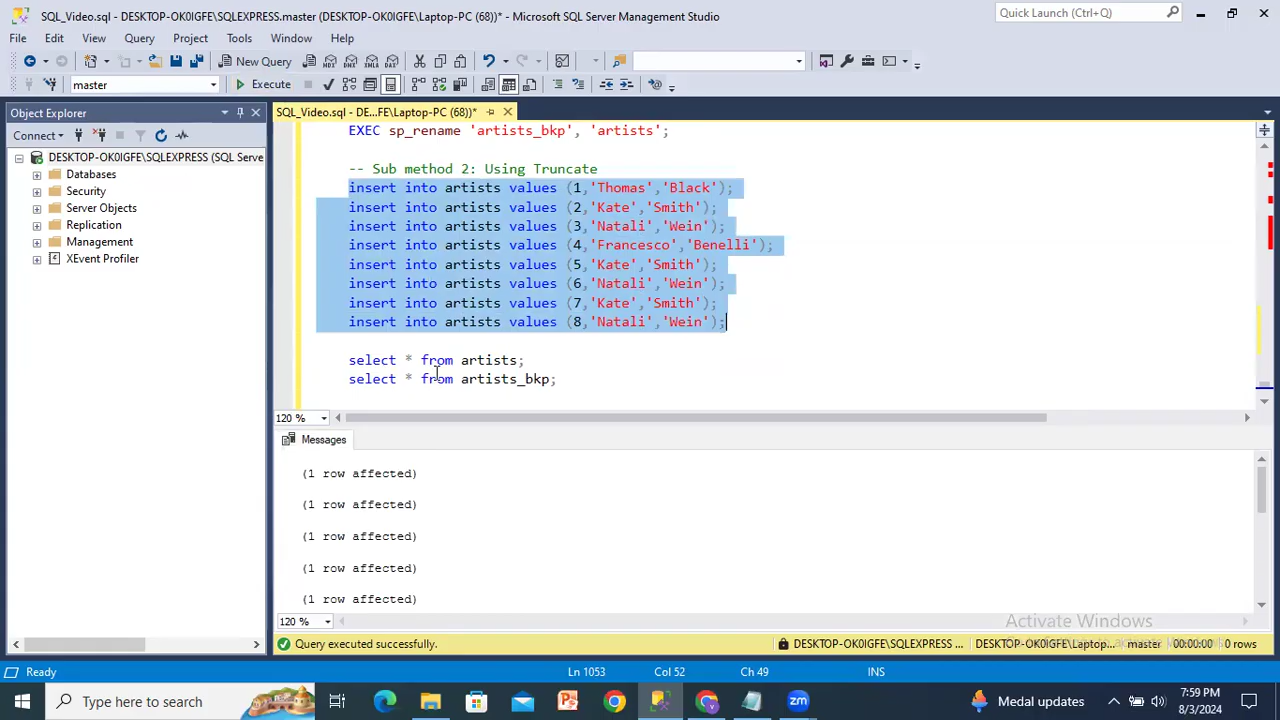 SQL_Video.sql - DESKTOP-OK0IGFE\SQLEXPRESS.master (DESKTOP-OK0IGFE\Laptop-PC (68))* - Microsoft SQL Server Management Studio
Quick Launch (Ctrl+Q)
File Edit View Query Project Tools Window Help
New Query
master
Execute
Object Explorer
SQL_Video.sql - DE...FE\Laptop-PC (68))*
Connect
DESKTOP-OK0IGFE\SQLEXPRESS (SQL Serve
Databases
Security
Server Objects
Replication
Management
XEvent Profiler
EXEC sp_rename 'artists_bkp', 'artists';
-- Sub method 2: Using Truncate
insert into artists values (1,'Thomas','Black');
insert into artists values (2,'Kate','Smith');
insert into artists values (3,'Natali','Wein');
insert into artists values (4,'Francesco','Benelli');
insert into artists values (5,'Kate','Smith');
insert into artists values (6,'Natali','Wein');
insert into artists values (7,'Kate','Smith');
insert into artists values (8,'Natali','Wein');
select * from artists;
select * from artists_bkp;
120 %
Messages
(1 row affected)
(1 row affected)
(1 row affected)
(1 row affected)
(1 row affected)
120 %
Activate Windows
Query executed successfully.
DESKTOP-OK0IGFE\SQLEXPRESS ... DESKTOP-OK0IGFE\Laptop... master 00:00:00 0 rows
Ready
Ln 1053 Col 52 Ch 49 INS
Type here to search
Medal updates
7:59 PM
8/3/2024